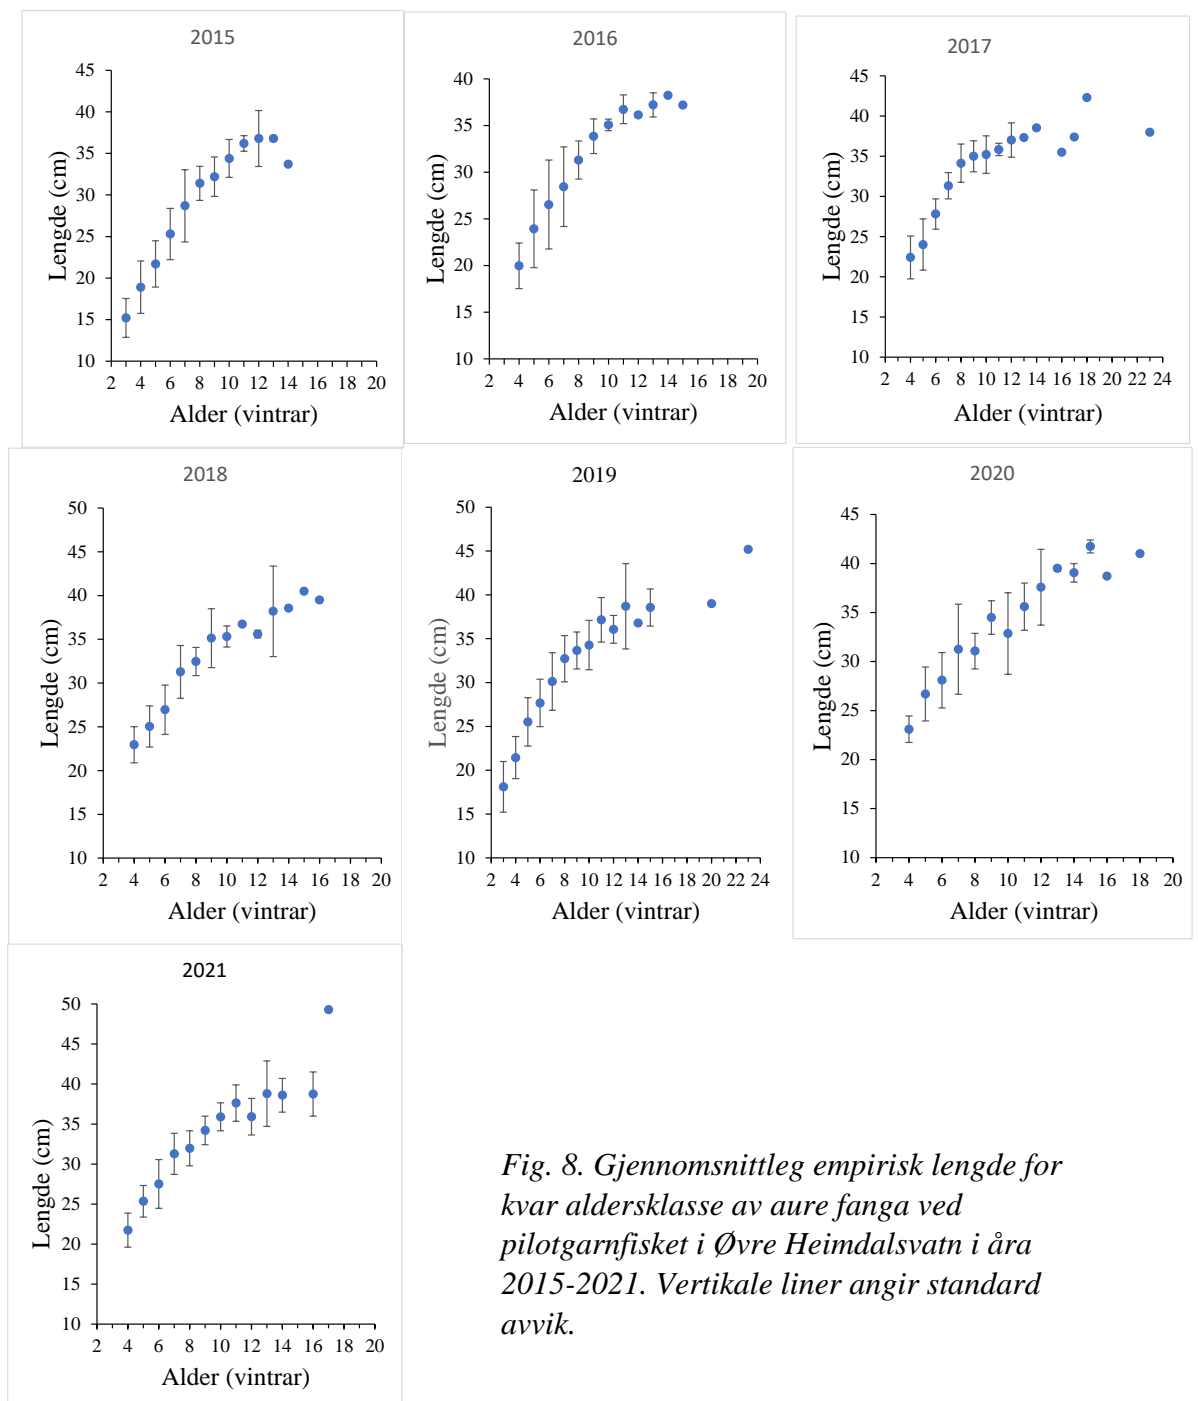 2015
45
40
35
30
25
20
15
10
2 4 6 8 10 12 14 16 18 20
Lengde (cm)
Alder (vintrar)
2016
40
35
30
25
20
15
10
2 4 6 8 10 12 14 16 18 20
Lengde (cm)
Alder (vintrar)
2017
45
40
35
30
25
20
15
10
2 4 6 8 10 12 14 16 18 20 22 24
Lengde (cm)
Alder (vintrar)
2018
50
45
40
35
30
25
20
15
10
2 4 6 8 10 12 14 16 18 20
Lengde (cm)
Alder (vintrar)
2019
50
45
40
35
30
25
20
15
10
2 4 6 8 10 12 14 16 18 20 23 24
Lengde (cm)
Alder (vintrar)
2020
45
40
35
30
25
20
15
10
2 4 6 8 10 12 14 16 18 20
Lengde (cm)
Alder (vintrar)
2021
50
45
40
35
30
25
20
15
10
2 4 6 8 10 12 14 16 18 20
Lengde (cm)
Alder (vintrar)
Fig. 8. Gjennomsnittleg empirisk lengde for
kvar aldersklasse av aure fanga ved
pilotgarnfisket i Øvre Heimdalsvatn i åra
2015-2021. Vertikale liner angir standard
avvik.